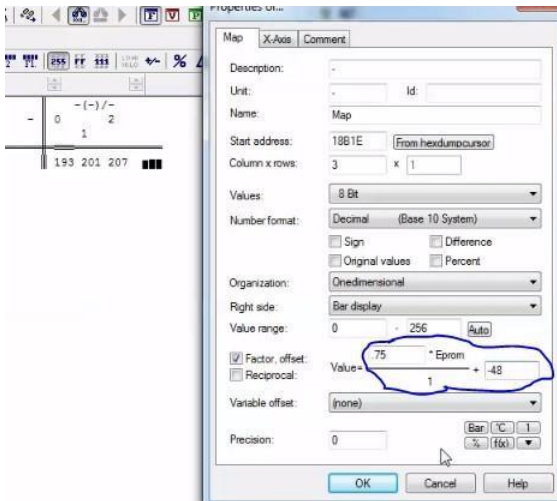 Properties of...
Map X-Axis Comment
255 FF 111 +/- %
- (-)/-
- 0 2
1
193 201 207
Description: -
Unit: - Id:
Name: Map
Start address: 18B1E From hexdumpcursor
Column x rows: 3 x 1
Values: 8 Bit
Number format: Decimal (Base 10 System)
Sign Difference
Original values Percent
Organization: Onedimensional
Right side: Bar display
Value range: 0 - 256 Auto
Factor, offset: .75 * Eprom
Reciprocal: Value= 1 + -48
Variable offset: (none)
Bar °C 1
Precision: 0 % f(x)
OK Cancel Help